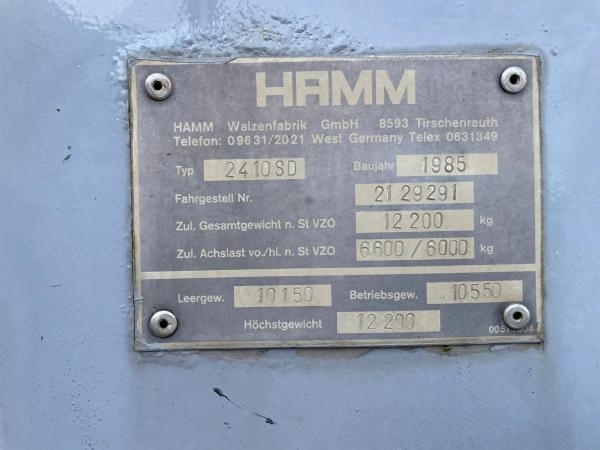 HAMM
HAMM Walzenfabrik GmbH 8593 Tirschenreuth
Telefon: 09631/2021 West Germany Telex 0631349
Typ 2410SD Baujahr 1985
Fahrgestell Nr. 2129291
Zul. Gesamtgewicht n. St VZO 12200 kg
Zul. Achslast vo./hi. n. St VZO 6600/6000 kg
Leergew. 10150 Betriebsgew. 10550
Höchstgewicht 12200